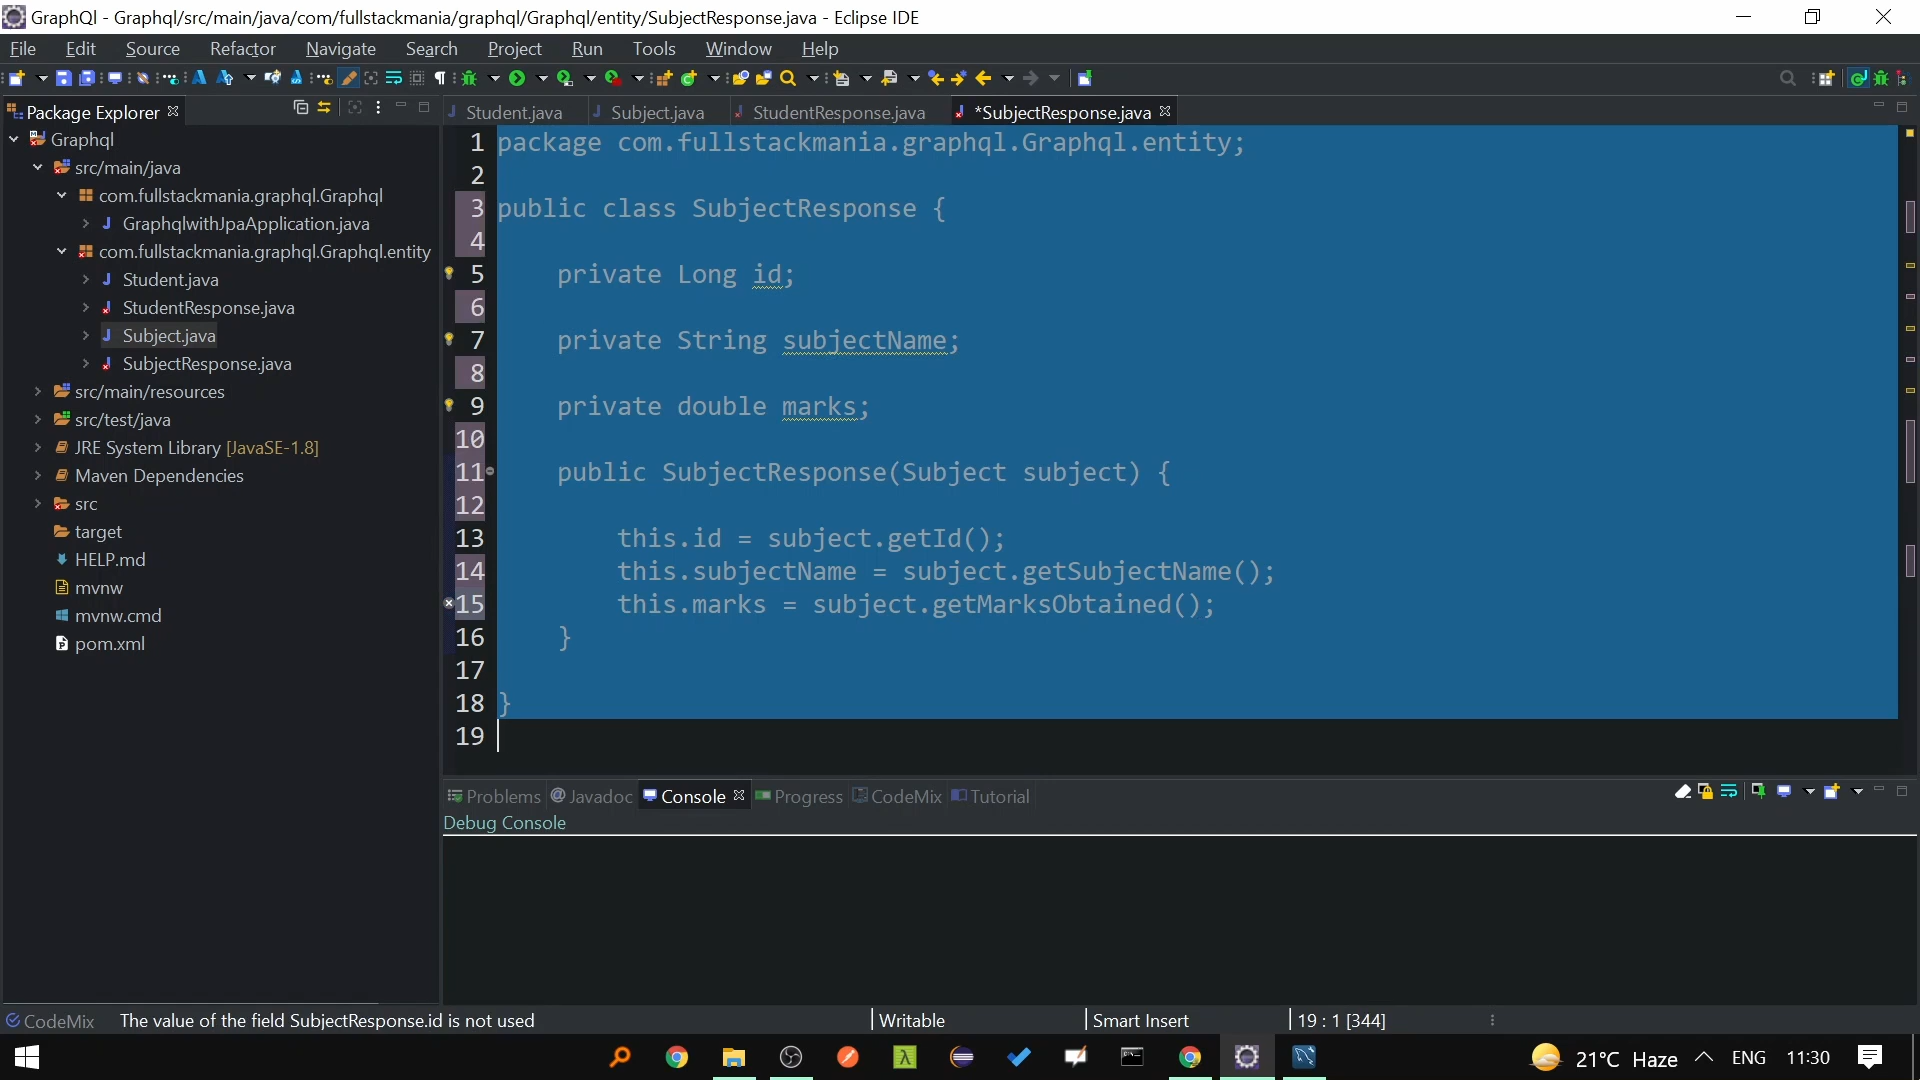 GraphQl - Graphql/src/main/java/com/fullstackmania/graphql/Graphql/entity/SubjectResponse.java - Eclipse IDE
File Edit Source Refactor Navigate Search Project Run Tools Window Help
Package Explorer
Student.java Subject.java StudentResponse.java *SubjectResponse.java
Graphql
src/main/java
com.fullstackmania.graphql.Graphql
GraphqlwithJpaApplication.java
com.fullstackmania.graphql.Graphql.entity
Student.java
StudentResponse.java
Subject.java
SubjectResponse.java
src/main/resources
src/test/java
JRE System Library [JavaSE-1.8]
Maven Dependencies
src
target
HELP.md
mvnw
mvnw.cmd
pom.xml
1 package com.fullstackmania.graphql.Graphql.entity;
2
3 public class SubjectResponse {
4
5 private Long id;
6
7 private String subjectName;
8
9 private double marks;
10
11 public SubjectResponse(Subject subject) {
12
13 this.id = subject.getId();
14 this.subjectName = subject.getSubjectName();
15 this.marks = subject.getMarksObtained();
16 }
17
18 }
19
Problems @ Javadoc Console Progress CodeMix Tutorial
Debug Console
CodeMix The value of the field SubjectResponse.id is not used Writable Smart Insert 19 : 1 [344]
21°C Haze ENG 11:30